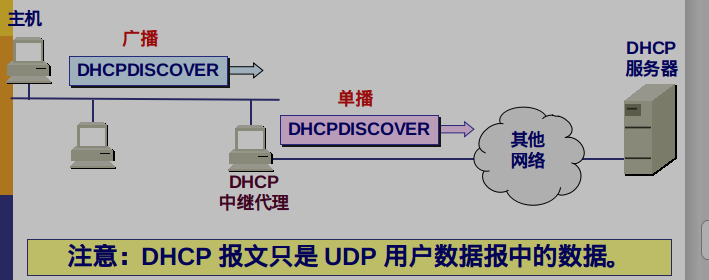 主机
广播
DHCPDISCOVER
DHCP
服务器
单播
DHCPDISCOVER
其他
网络
DHCP
中继代理
注意：DHCP 报文只是 UDP 用户数据报中的数据。